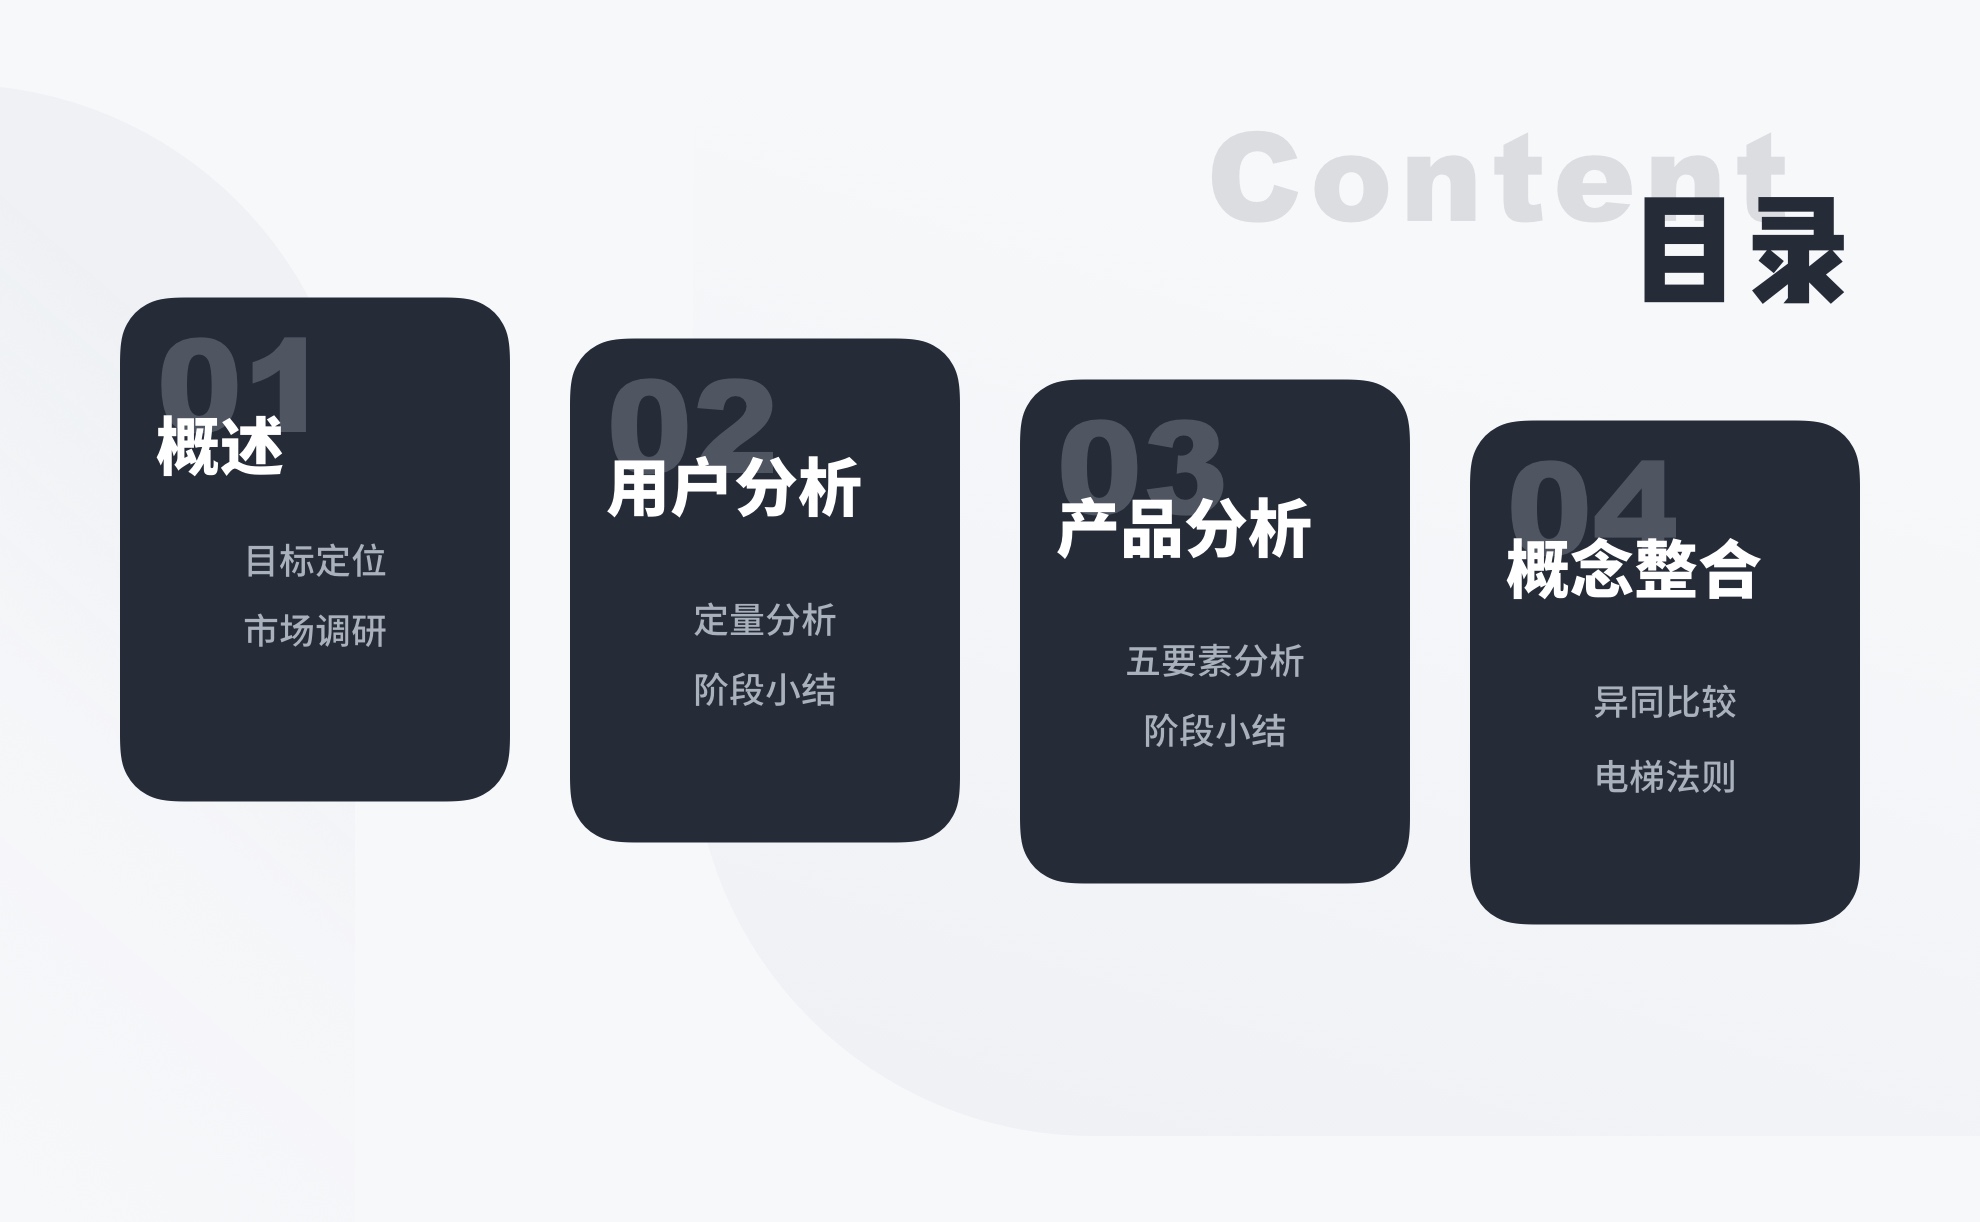 Content
目录
01
概述
目标定位
市场调研
02
用户分析
定量分析
阶段小结
03
产品分析
五要素分析
阶段小结
04
概念整合
异同比较
电梯法则